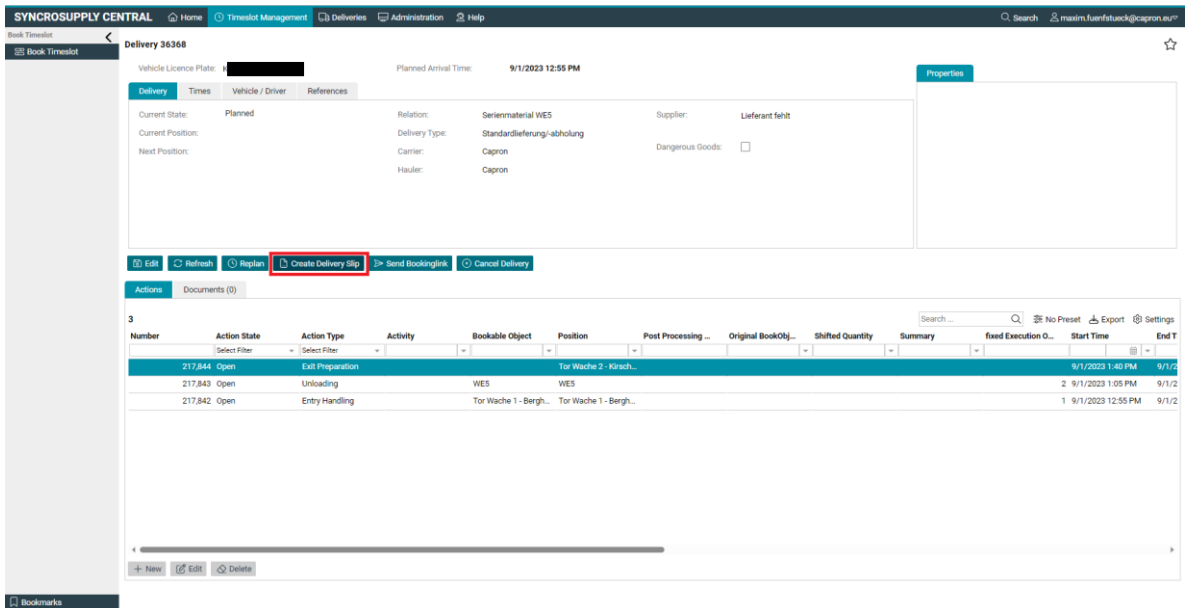 SYNCROSUPPLY CENTRAL Home Timeslot Management Deliveries Administration Help Search maxim.fuenfstueck@capron.eu
Book Timeslot
Book Timeslot
Delivery 36368
Vehicle Licence Plate: Planned Arrival Time: 9/1/2023 12:55 PM
Properties
Delivery Times Vehicle / Driver References
Current State: Planned Relation: Serienmaterial WE5 Supplier: Lieferant fehlt
Current Position: Delivery Type: Standardlieferung/-abholung
Next Position: Carrier: Capron Dangerous Goods:
Hauler: Capron
Edit Refresh Replan Create Delivery Slip Send Bookinglink Cancel Delivery
Actions Documents (0)
3 Search ... No Preset Export Settings
Number Action State Action Type Activity Bookable Object Position Post Processing ... Original BookObj... Shifted Quantity Summary fixed Execution O... Start Time End T
Select Filter Select Filter
217,844 Open Exit Preparation Tor Wache 2 - Kirsch... 9/1/2023 1:40 PM 9/1/2
217,843 Open Unloading WE5 WE5 2 9/1/2023 1:05 PM 9/1/2
217,842 Open Entry Handling Tor Wache 1 - Bergh... Tor Wache 1 - Bergh... 1 9/1/2023 12:55 PM 9/1/2
+ New Edit Delete
Bookmarks